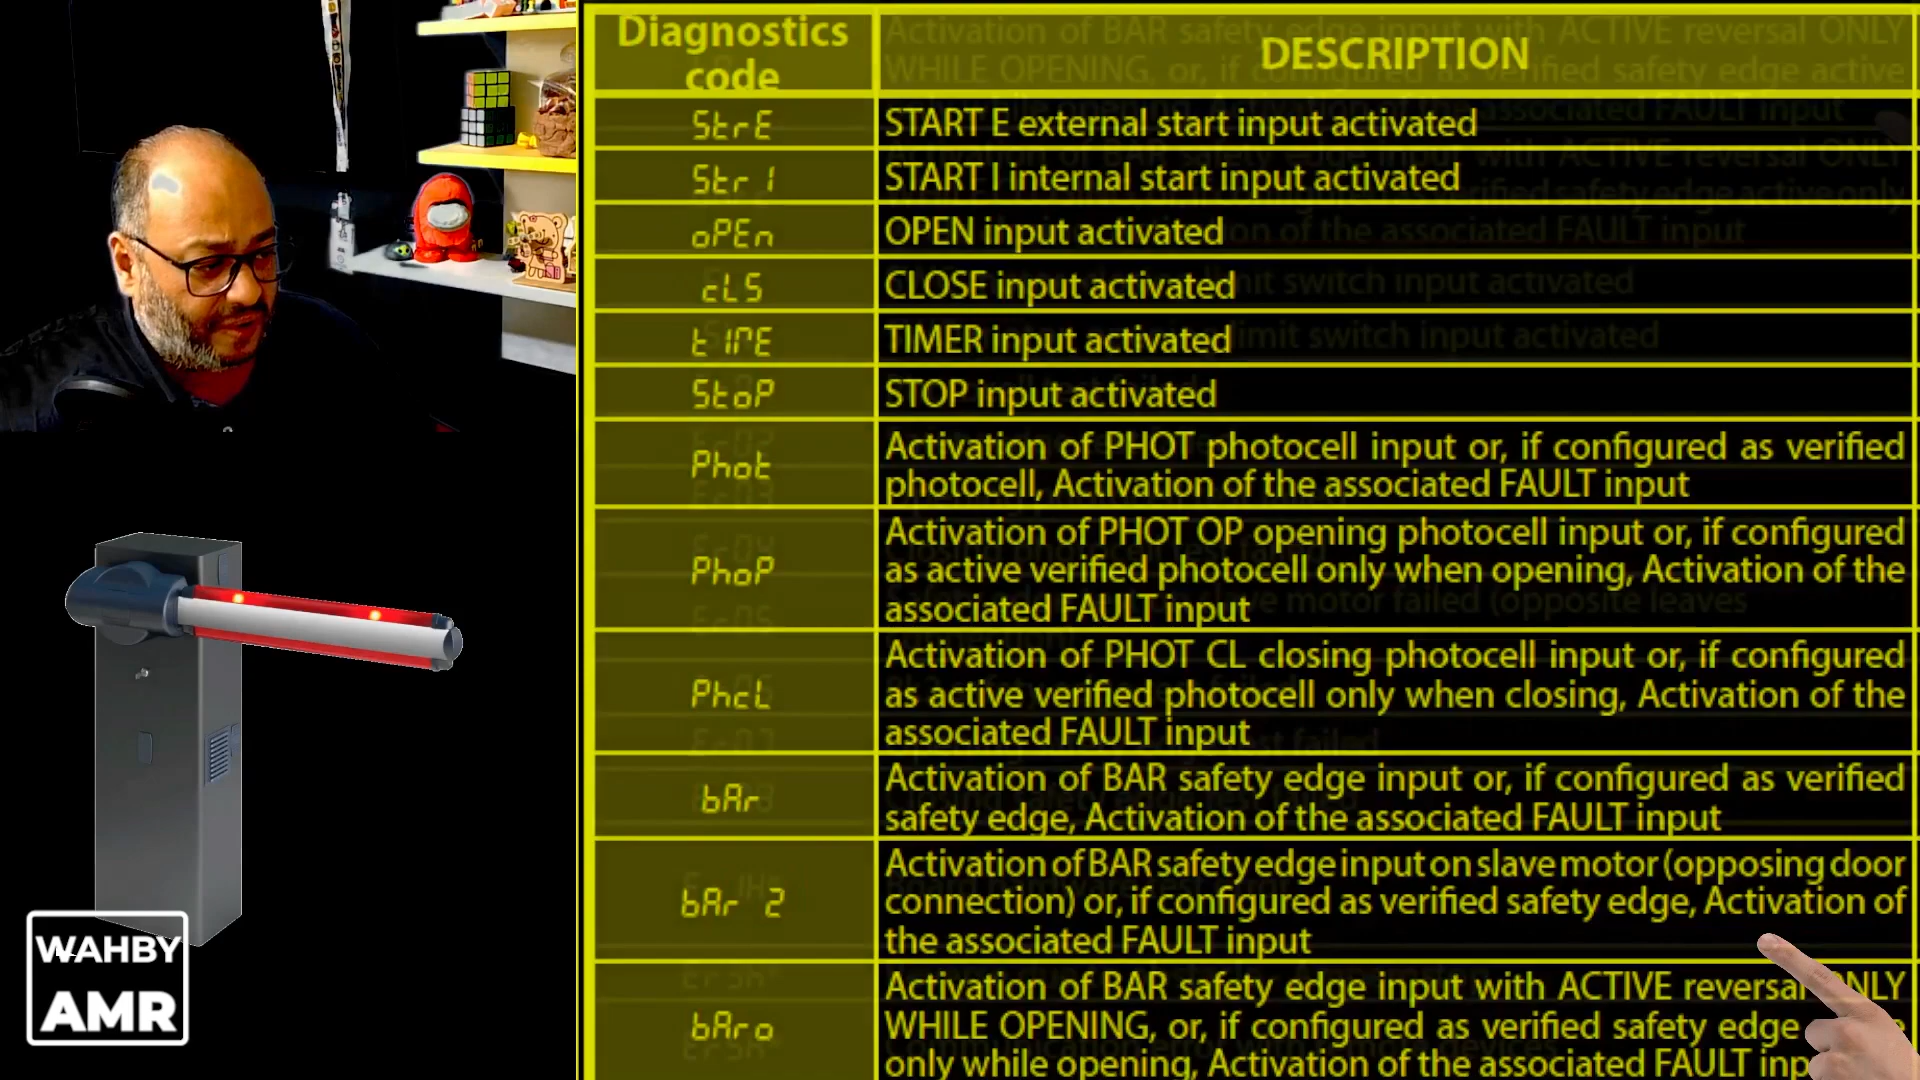 Diagnostics
code
DESCRIPTION
StrE
START E external start input activated
Str I
START I internal start input activated
oPEn
OPEN input activated
cLS
CLOSE input activated
tIME
TIMER input activated
StoP
STOP input activated
Phot
Activation of PHOT photocell input or, if configured as verified
photocell, Activation of the associated FAULT input
PhoP
Activation of PHOT OP opening photocell input or, if configured
as active verified photocell only when opening, Activation of the
associated FAULT input
PhcL
Activation of PHOT CL closing photocell input or, if configured
as active verified photocell only when closing, Activation of the
associated FAULT input
bAr
Activation of BAR safety edge input or, if configured as verified
safety edge, Activation of the associated FAULT input
bAr 2
Activation of BAR safety edge input on slave motor (opposing door
connection) or, if configured as verified safety edge, Activation of
the associated FAULT input
bAro
Activation of BAR safety edge input with ACTIVE reversal ONLY
WHILE OPENING, or, if configured as verified safety edge
only while opening, Activation of the associated FAULT
WAHBY
AMR